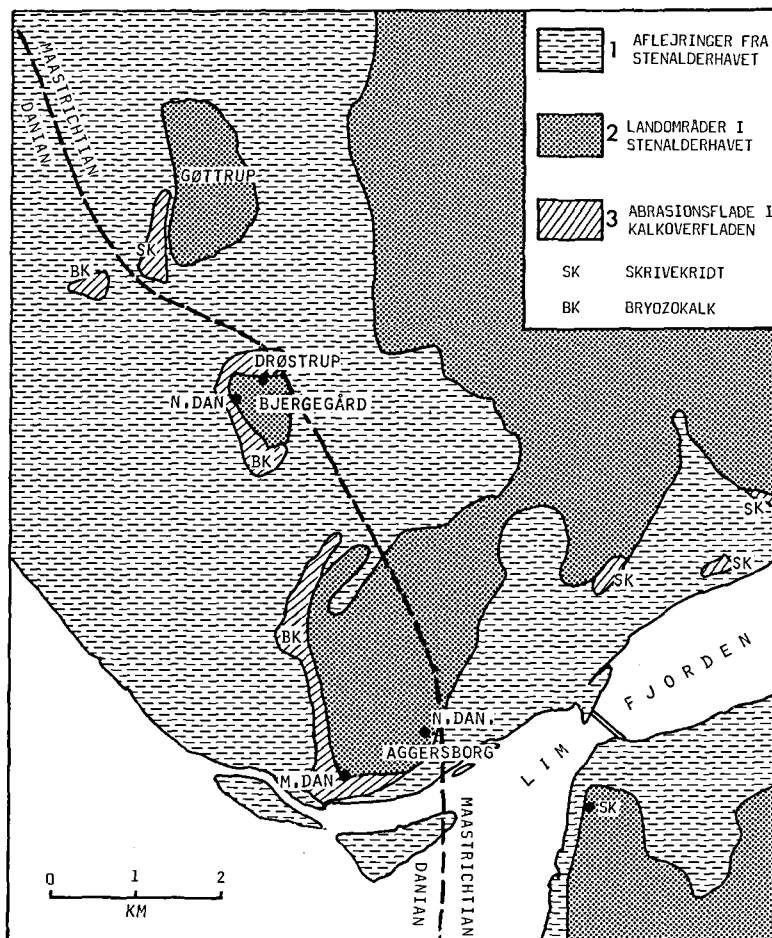 1 AFLEJRINGER FRA
STENALDERHAVET
2 LANDOMRÅDER I
STENALDERHAVET
3 ABRASIONSFLADE I
KALKOVERFLADEN
SK SKRIVEKRIDT
BK BRYOZOKALK
MAASTRICHTIAN
DANIAN
GØTTRUP
SK
BK
DRØSTRUP
N.DAN
BJERGEGÅRD
BK
SK
SK
SK
BK
FJORDEN
LIM
N.DAN.
AGGERSBORG
M.DAN
SK
MAASTRICHTIAN
DANIAN
0 1 2
KM